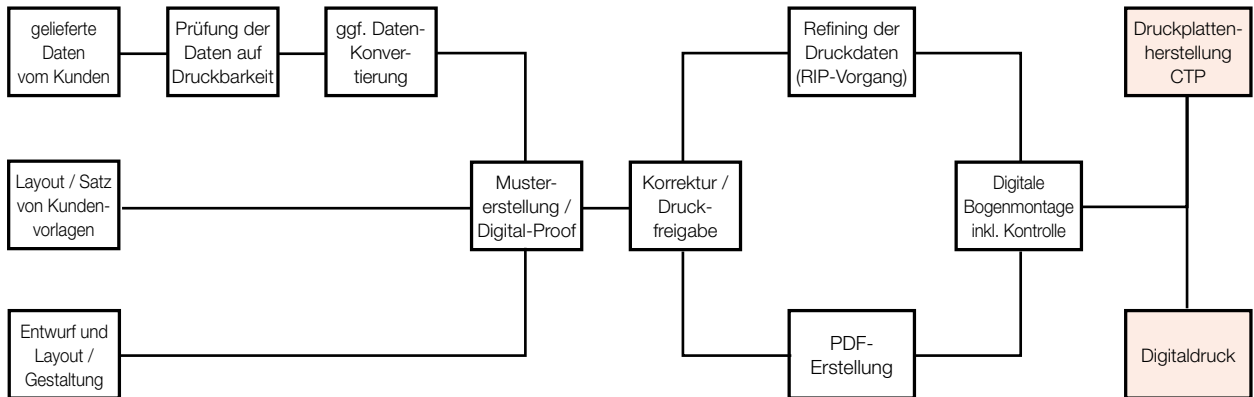 gelieferte
Daten
vom Kunden
Prüfung der
Daten auf
Druckbarkeit
ggf. Daten-
Konver-
tierung
Refining der
Druckdaten
(RIP-Vorgang)
Druckplatten-
herstellung
CTP
Layout / Satz
von Kunden-
vorlagen
Muster-
erstellung /
Digital-Proof
Korrektur /
Druck-
freigabe
Digitale
Bogenmontage
inkl. Kontrolle
Entwurf und
Layout /
Gestaltung
PDF-
Erstellung
Digitaldruck